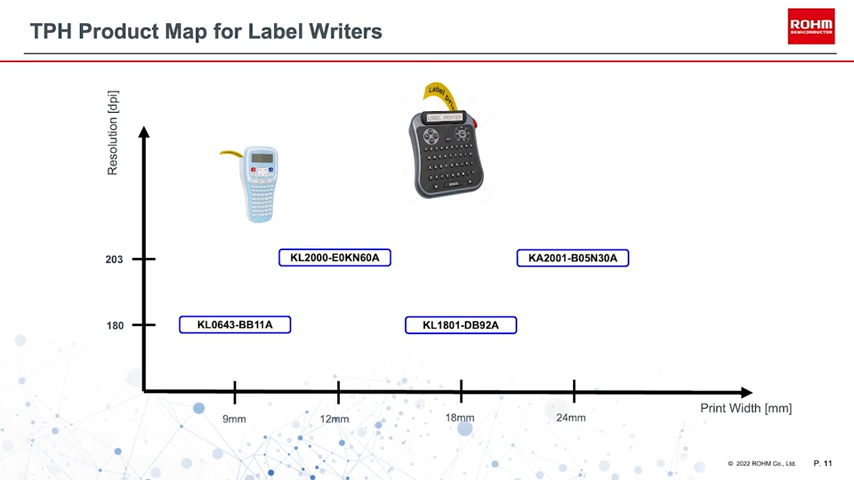 TPH Product Map for Label Writers
ROHM
SEMICONDUCTOR
Resolution [dpi]
LABEL PRINTER
203
KL2000-E0KN60A
KA2001-B05N30A
180
KL0643-BB11A
KL1801-DB92A
9mm
12mm
18mm
24mm
Print Width [mm]
© 2022 ROHM Co., Ltd.
P. 11